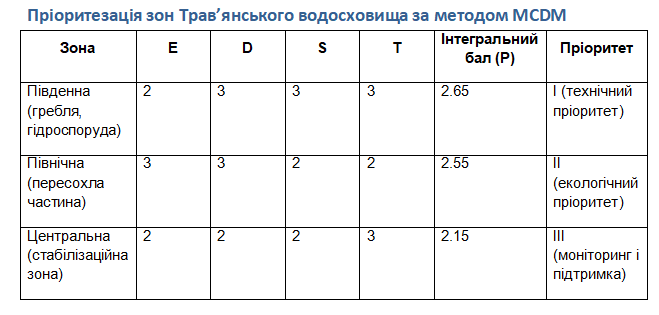 Пріоритезація зон Трав’янського водосховища за методом MCDM
Зона E D S T Інтегральний бал (P) Пріоритет
Південна (гребля, гідроспоруда) 2 3 3 3 2.65 I (технічний пріоритет)
Північна (пересохла частина) 3 3 2 2 2.55 II (екологічний пріоритет)
Центральна (стабілізаційна зона) 2 2 2 3 2.15 III (моніторинг і підтримка)